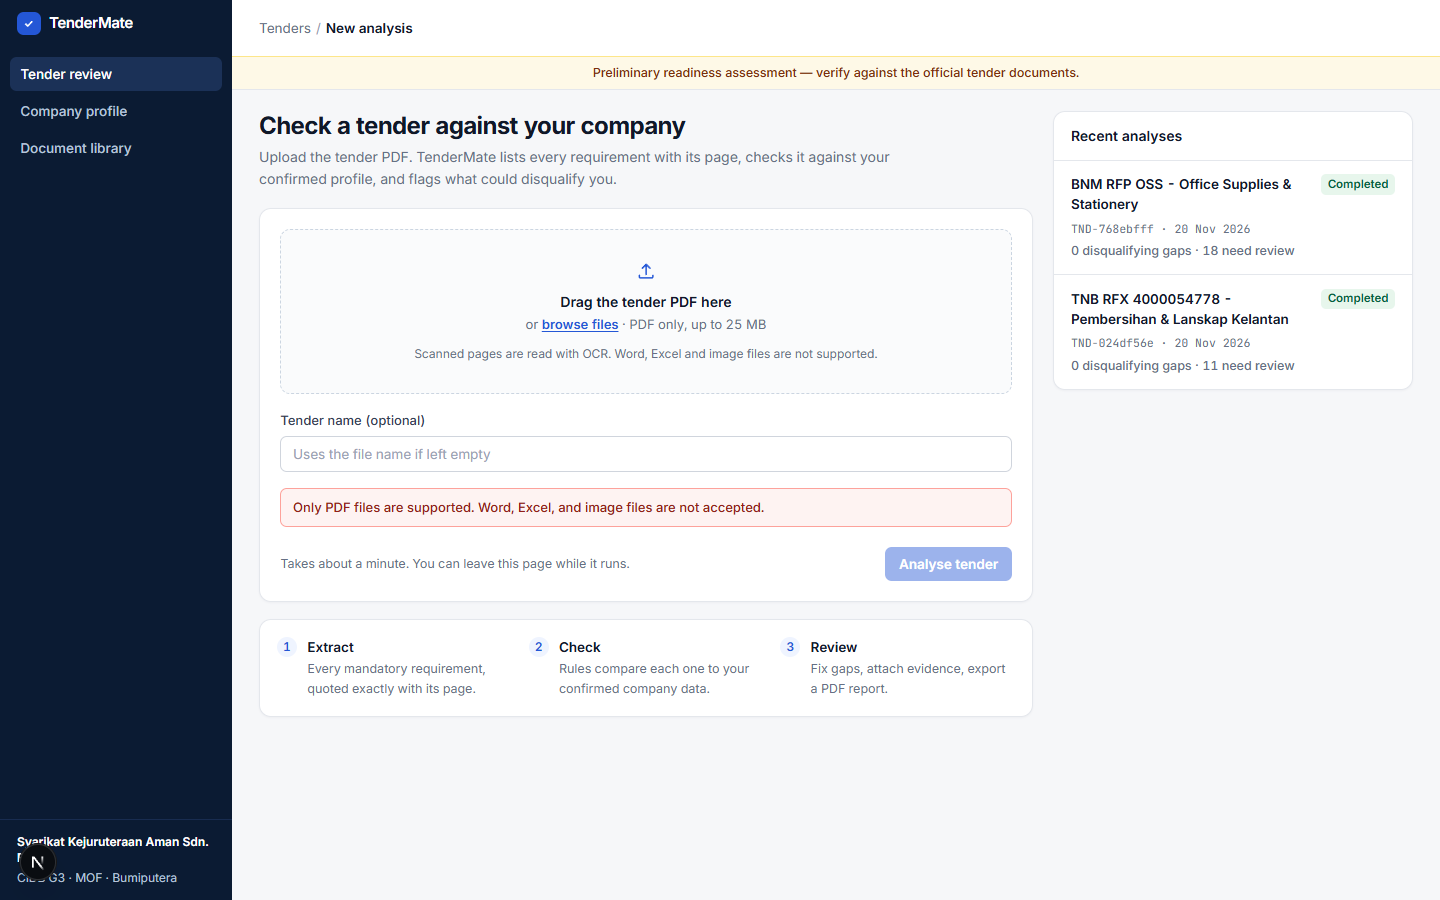 TenderMate
Tender review
Company profile
Document library
Tenders / New analysis
Preliminary readiness assessment — verify against the official tender documents.
Check a tender against your company
Upload the tender PDF. TenderMate lists every requirement with its page, checks it against your
confirmed profile, and flags what could disqualify you.
Drag the tender PDF here
or browse files · PDF only, up to 25 MB
Scanned pages are read with OCR. Word, Excel and image files are not supported.
Tender name (optional)
Uses the file name if left empty
Only PDF files are supported. Word, Excel, and image files are not accepted.
Takes about a minute. You can leave this page while it runs.
Analyse tender
1 Extract
Every mandatory requirement,
quoted exactly with its page.
2 Check
Rules compare each one to your
confirmed company data.
3 Review
Fix gaps, attach evidence, export
a PDF report.
Recent analyses
BNM RFP OSS - Office Supplies &
Stationery
Completed
TND-768ebfff · 20 Nov 2026
0 disqualifying gaps · 18 need review
TNB RFX 4000054778 -
Pembersihan & Lanskap Kelantan
Completed
TND-024df56e · 20 Nov 2026
0 disqualifying gaps · 11 need review
Syarikat Kejuruteraan Aman Sdn.
N
G3 · MOF · Bumiputera